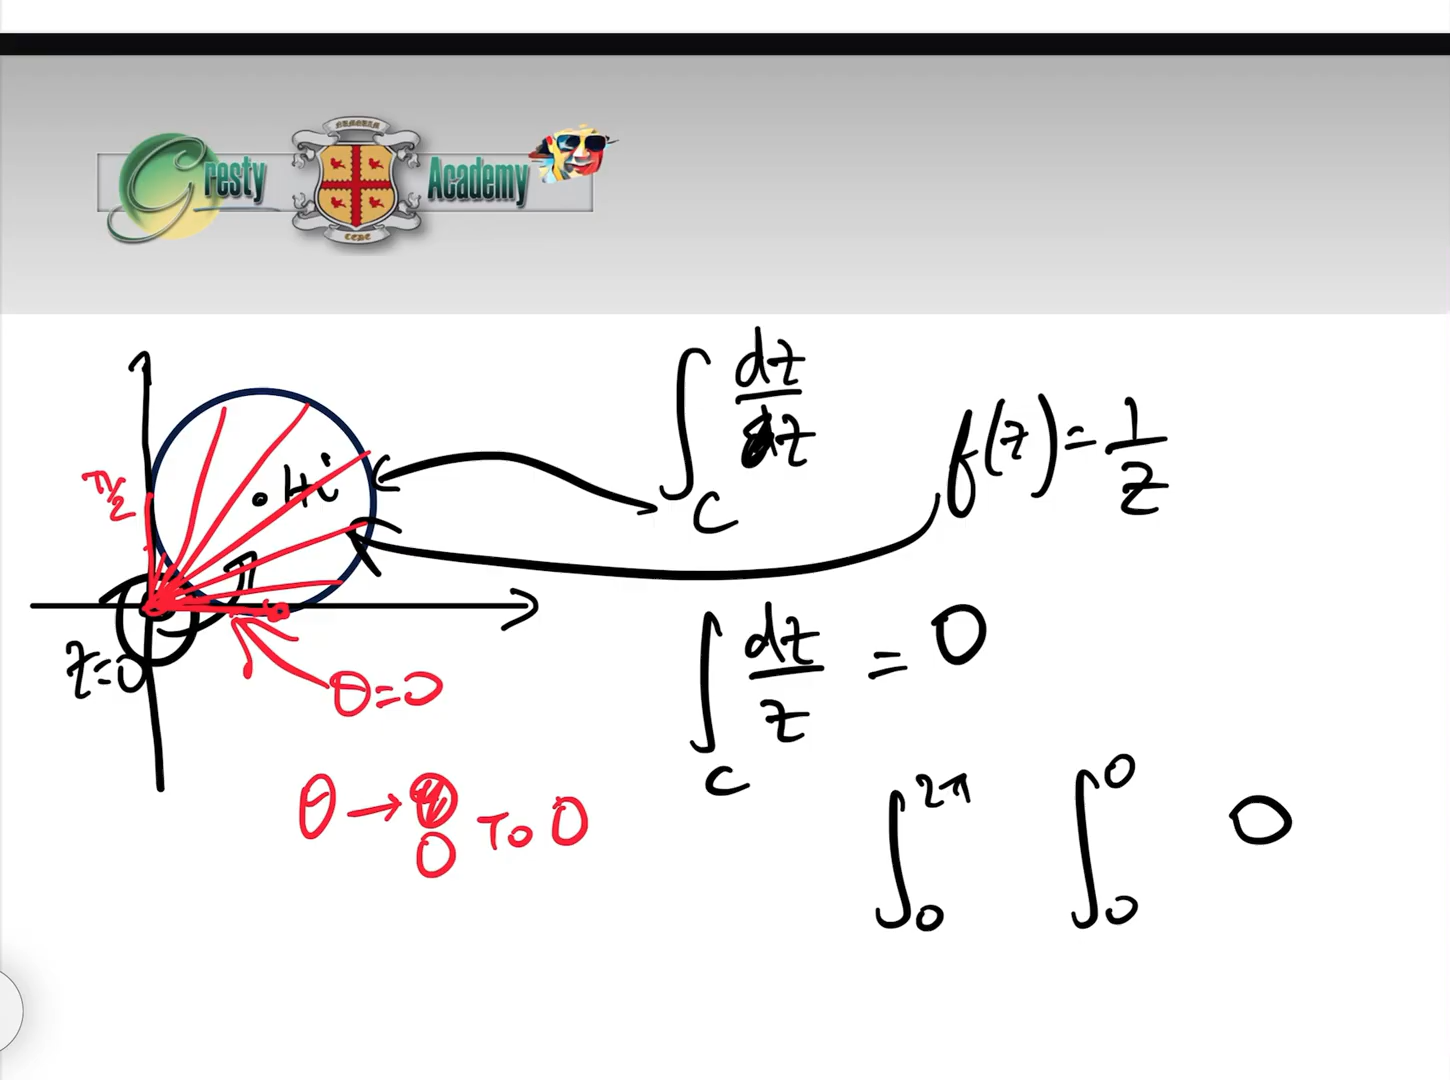 Gresty Academy
∫_C dz/z
f(z)=1/z
.4i
π/2
z=0
θ=0
∫_C dz/z = 0
θ → 0 TO 0
∫_0^2π ∫_0^0 0